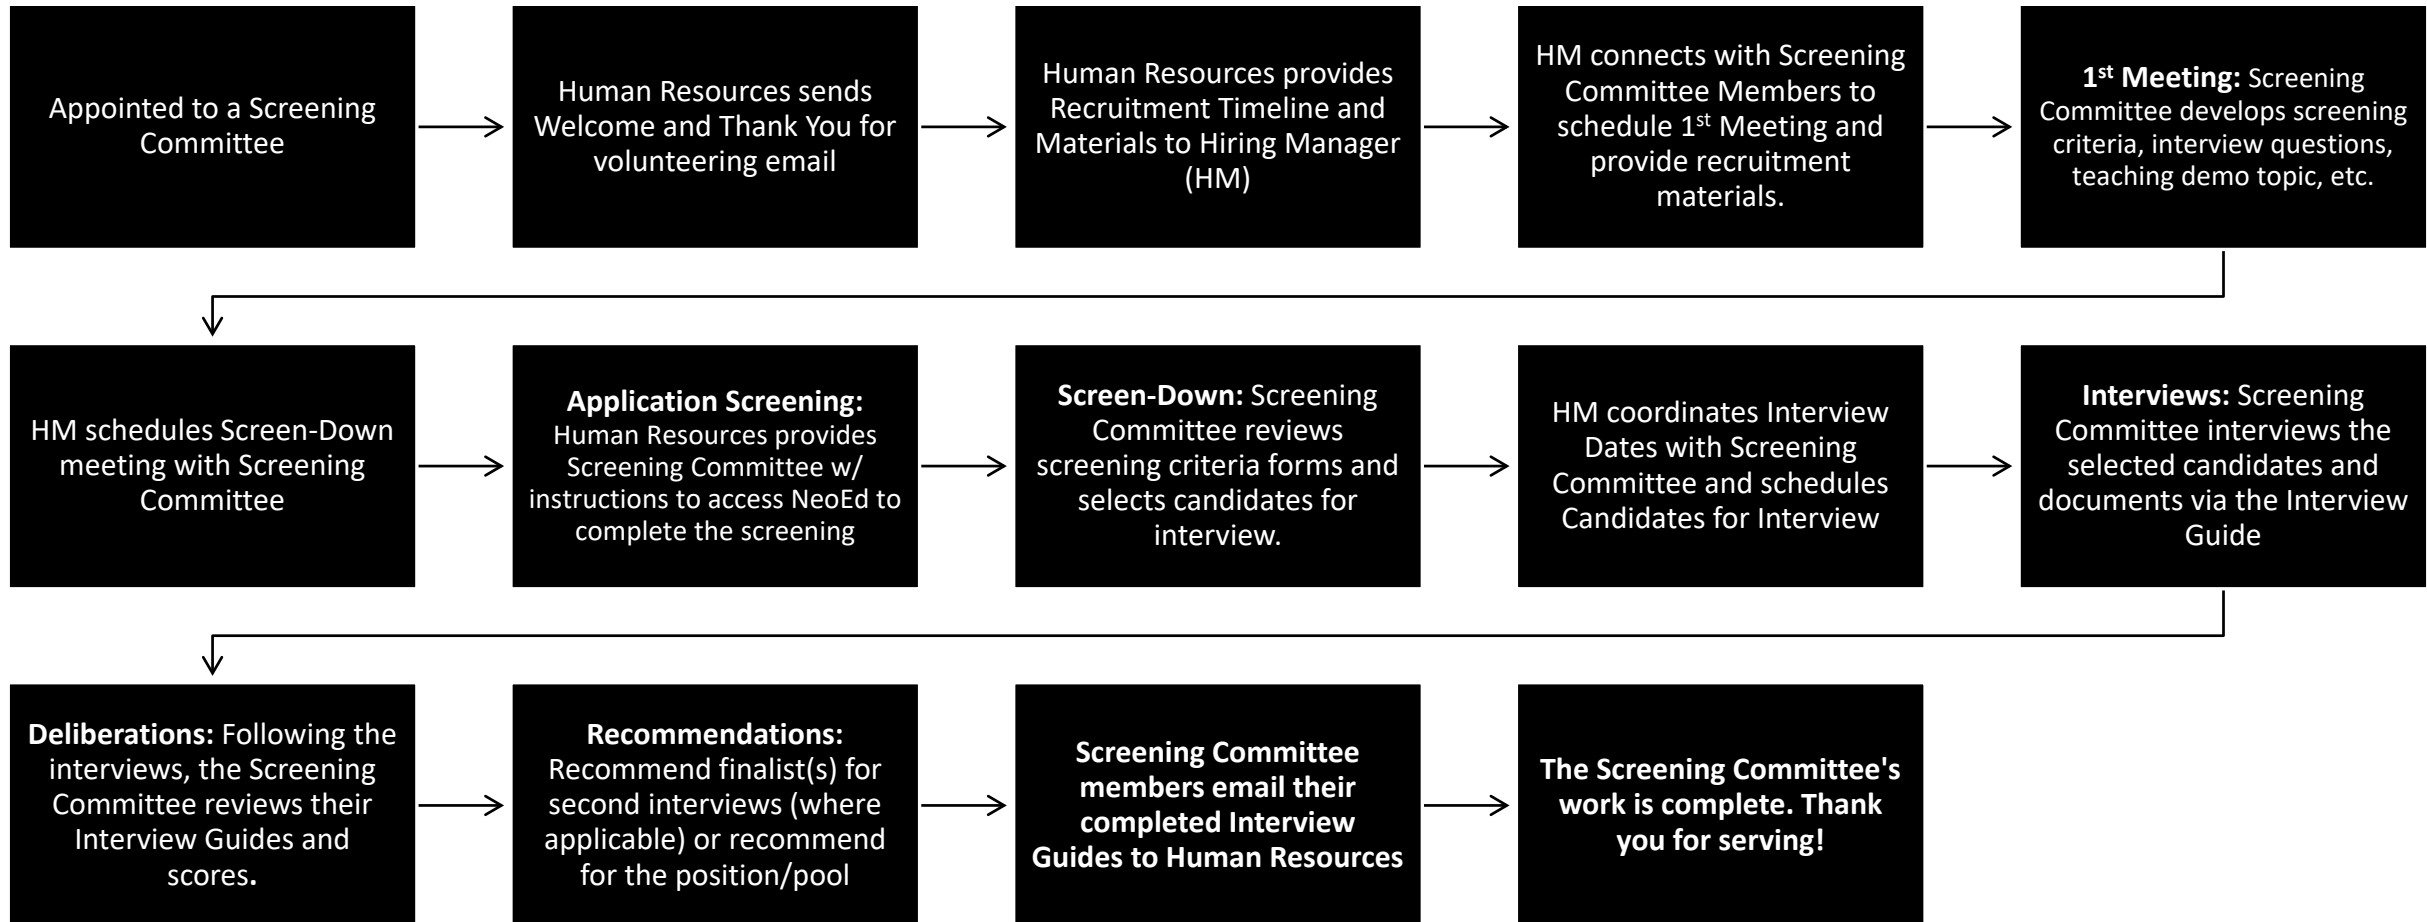 Appointed to a Screening
Committee
Human Resources sends
Welcome and Thank You for
volunteering email
Human Resources provides
Recruitment Timeline and
Materials to Hiring Manager
(HM)
HM connects with Screening
Committee Members to
schedule 1st Meeting and
provide recruitment
materials.
1st Meeting: Screening
Committee develops screening
criteria, interview questions,
teaching demo topic, etc.
HM schedules Screen-Down
meeting with Screening
Committee
Application Screening:
Human Resources provides
Screening Committee w/
instructions to access NeoEd to
complete the screening
Screen-Down: Screening
Committee reviews
screening criteria forms and
selects candidates for
interview.
HM coordinates Interview
Dates with Screening
Committee and schedules
Candidates for Interview
Interviews: Screening
Committee interviews the
selected candidates and
documents via the Interview
Guide
Deliberations: Following the
interviews, the Screening
Committee reviews their
Interview Guides and
scores.
Recommendations:
Recommend finalist(s) for
second interviews (where
applicable) or recommend
for the position/pool
Screening Committee
members email their
completed Interview
Guides to Human Resources
The Screening Committee's
work is complete. Thank
you for serving!